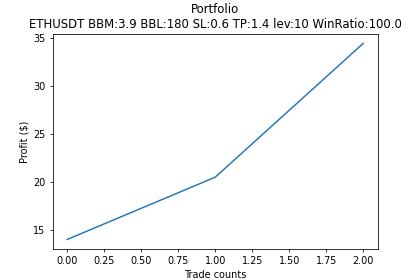 Portfolio
ETHUSDT BBM:3.9 BBL:180 SL:0.6 TP:1.4 lev:10 WinRatio:100.0
Profit ($)
35
30
25
20
15
0.00 0.25 0.50 0.75 1.00 1.25 1.50 1.75 2.00
Trade counts